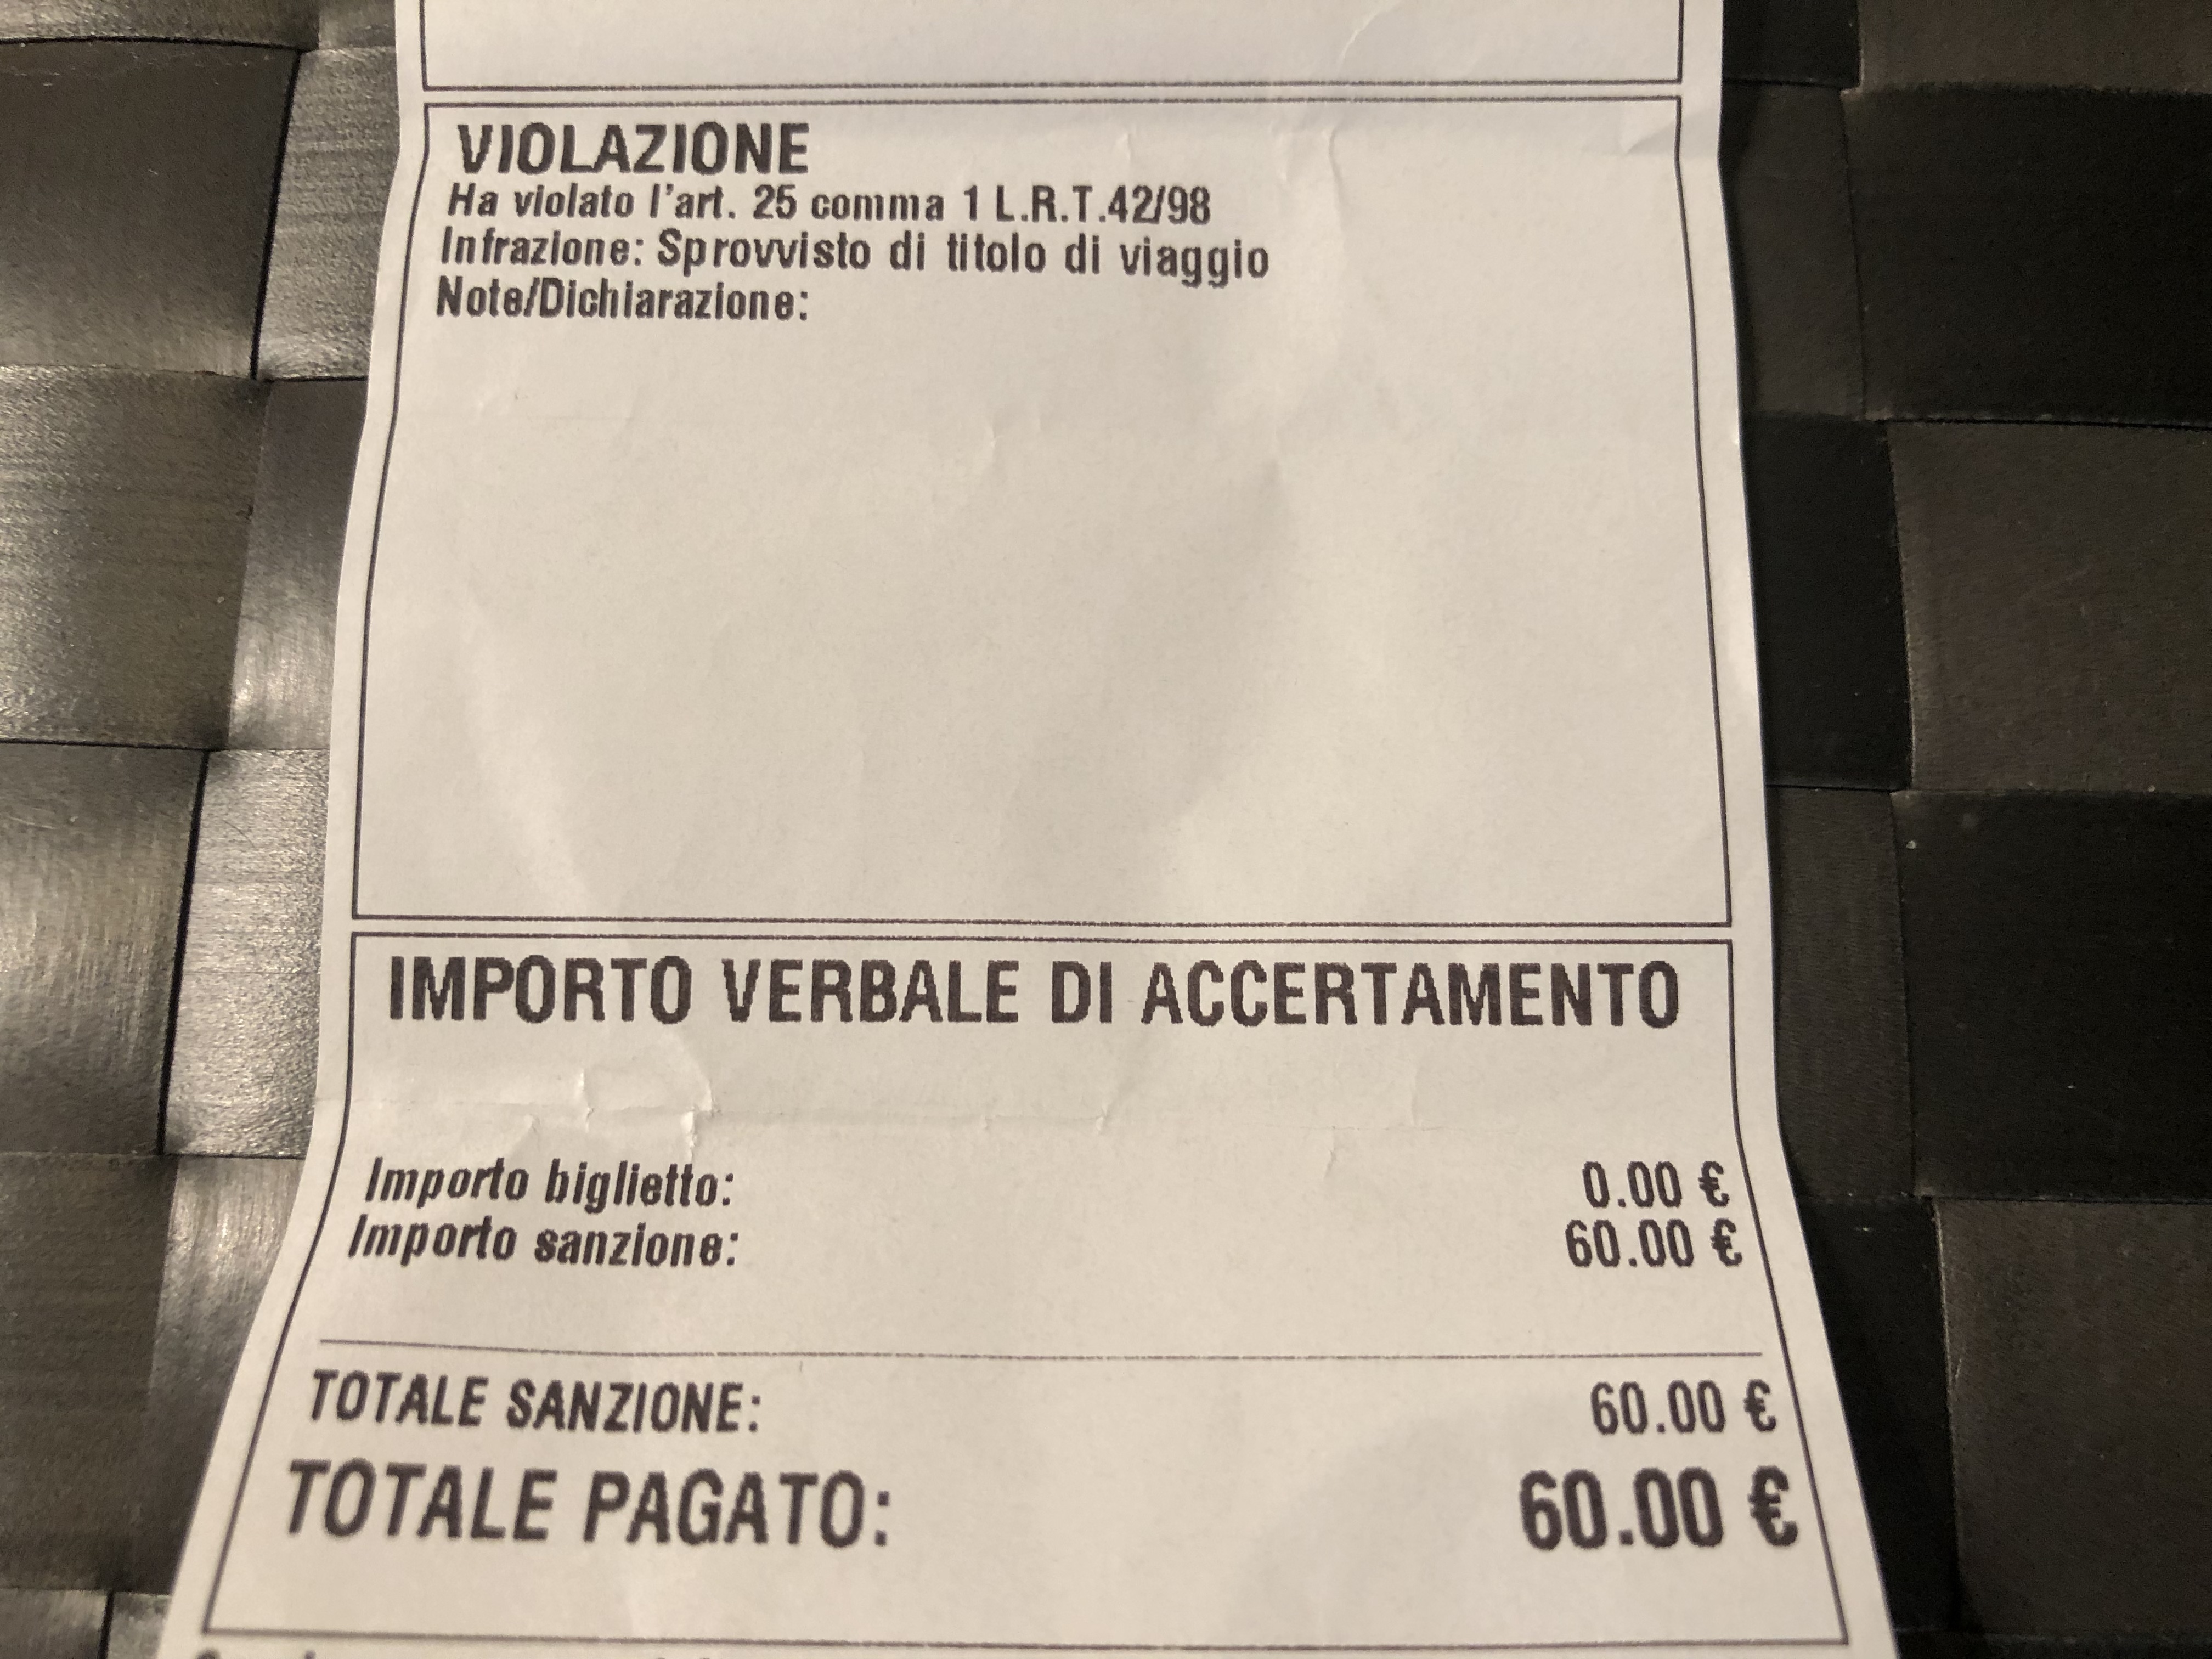 VIOLAZIONE
Ha violato l'art. 25 comma 1 L.R.T.42/98
Infrazione: Sprovvisto di titolo di viaggio
Note/Dichiarazione:
IMPORTO VERBALE DI ACCERTAMENTO
Importo biglietto: 0.00 €
Importo sanzione: 60.00 €
TOTALE SANZIONE: 60.00 €
TOTALE PAGATO: 60.00 €